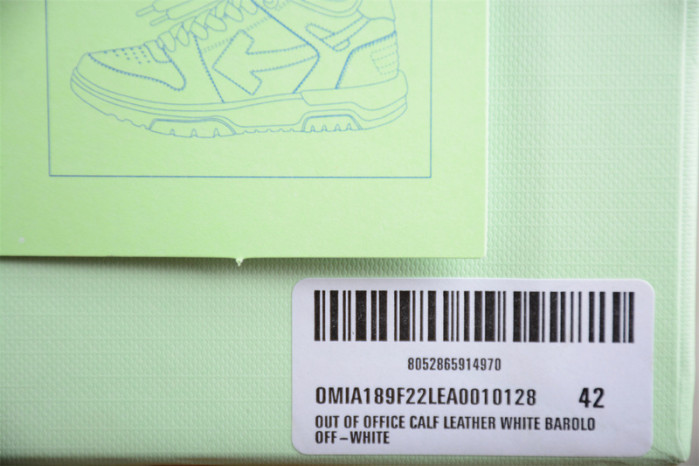 8052865914970
OMIA189F22LEA0010128 42
OUT OF OFFICE CALF LEATHER WHITE BAROLO
OFF-WHITE